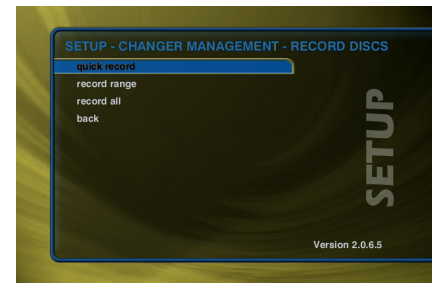 SETUP - CHANGER MANAGEMENT - RECORD DISCS
quick record
record range
record all
back
SETUP
Version 2.0.6.5